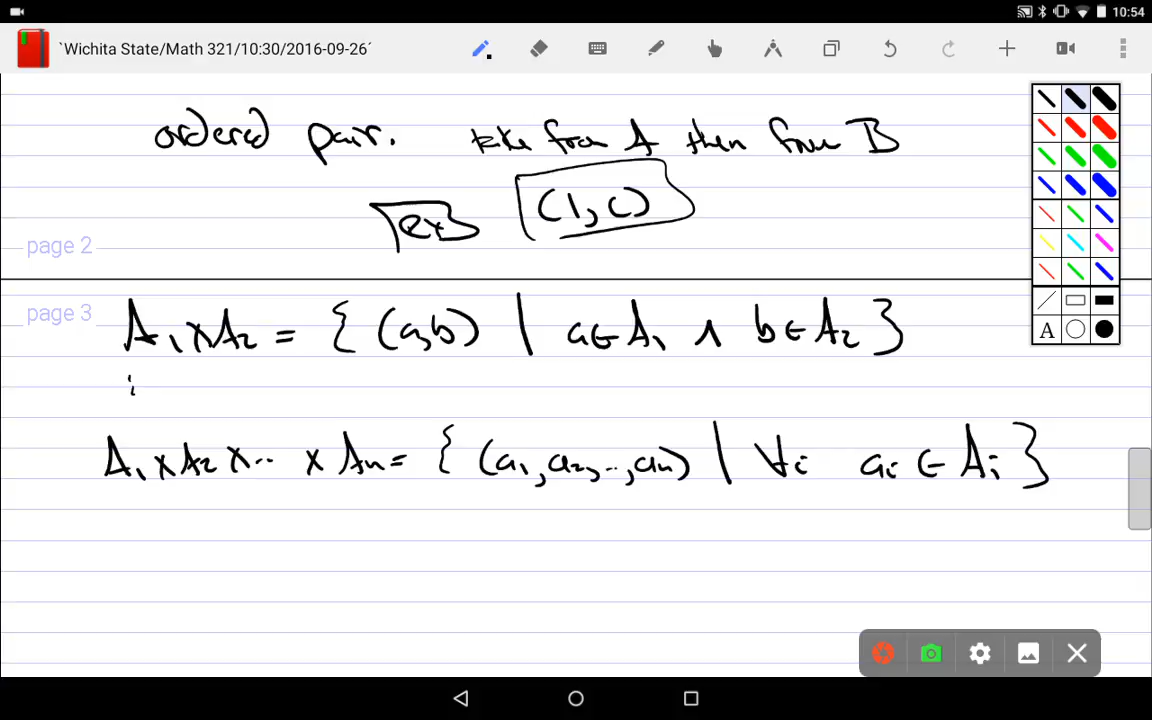 10:54
`Wichita State/Math 321/10:30/2016-09-26´
ordered pair. take from A then from B
ex (1, c)
page 2
page 3
A₁×A₂ = { (a,b) | a∈A₁ ∧ b∈A₂ }
⋮
A₁×A₂×⋯ × Aₙ = { (a₁,a₂,..,aₙ) | ∀i aᵢ ∈ Aᵢ }
A